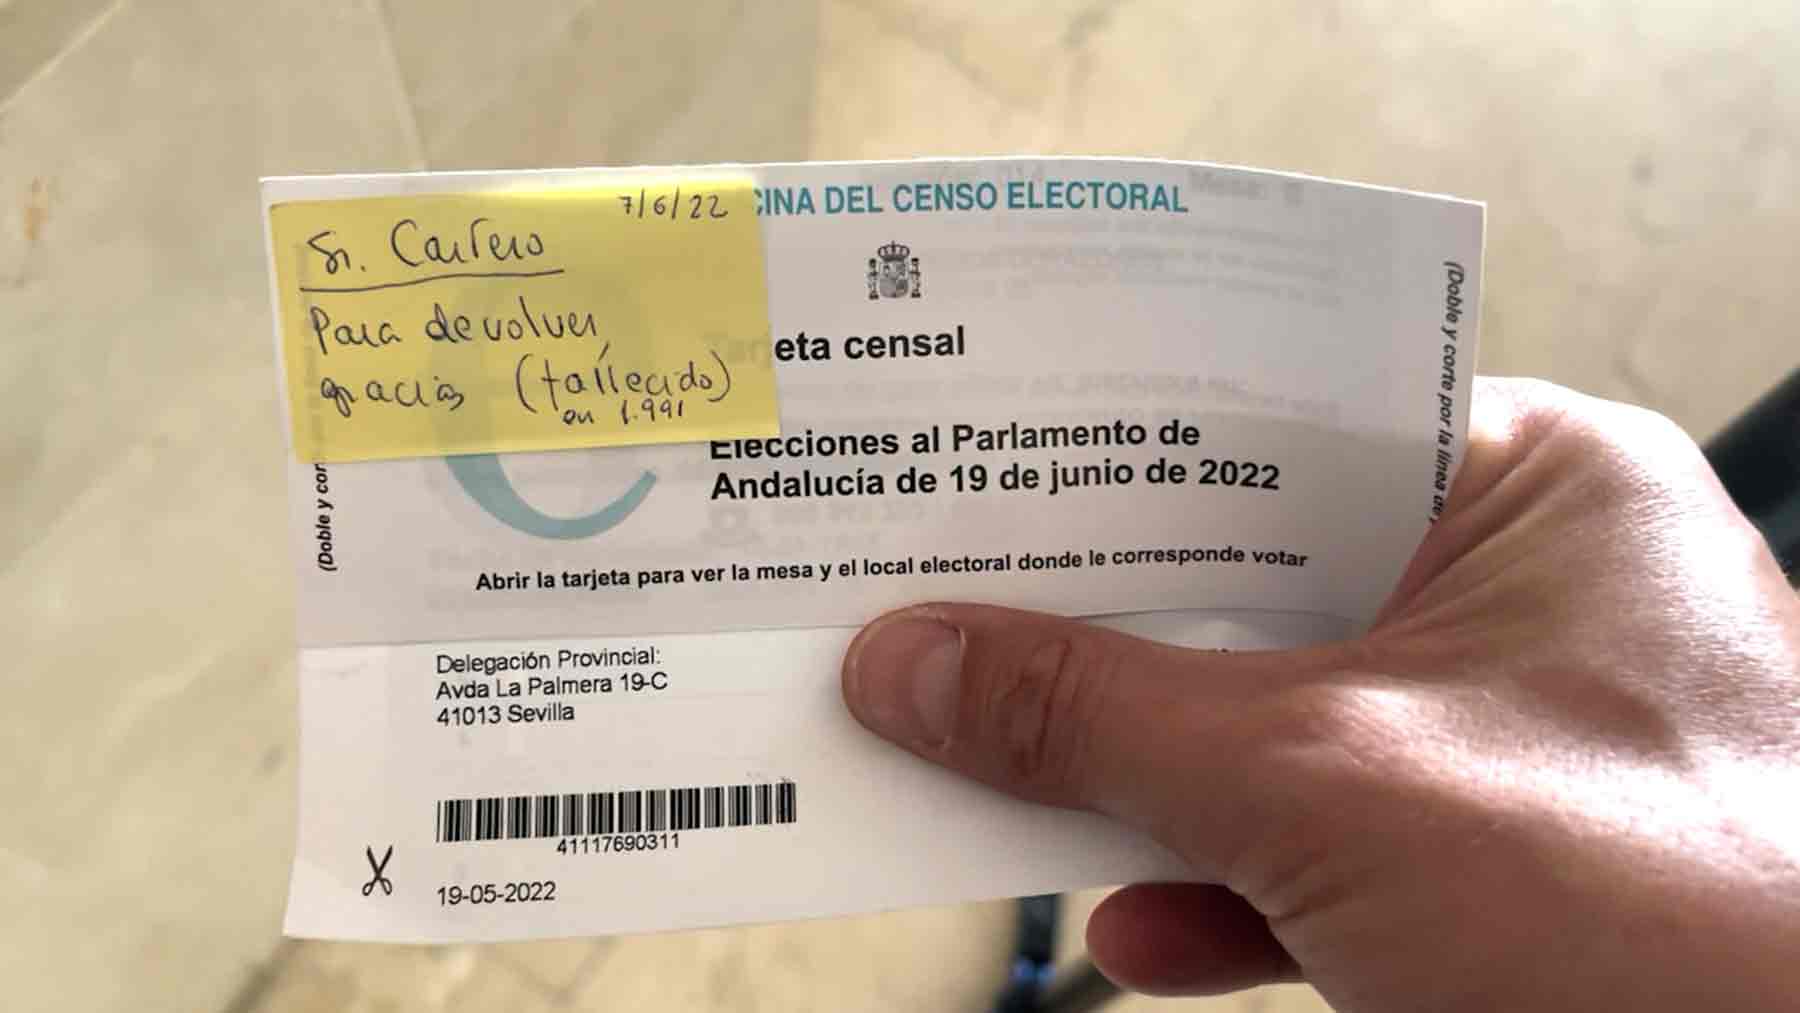 7/6/22
Sr. Cartero
Para devolver,
gracias (fallecido)
en 1.991
CINA DEL CENSO ELECTORAL
Tarjeta censal
Elecciones al Parlamento de
Andalucía de 19 de junio de 2022
Abrir la tarjeta para ver la mesa y el local electoral donde le corresponde votar
(Doble y cor
(Doble y corte por la línea de
Delegación Provincial:
Avda La Palmera 19-C
41013 Sevilla
41117690311
19-05-2022